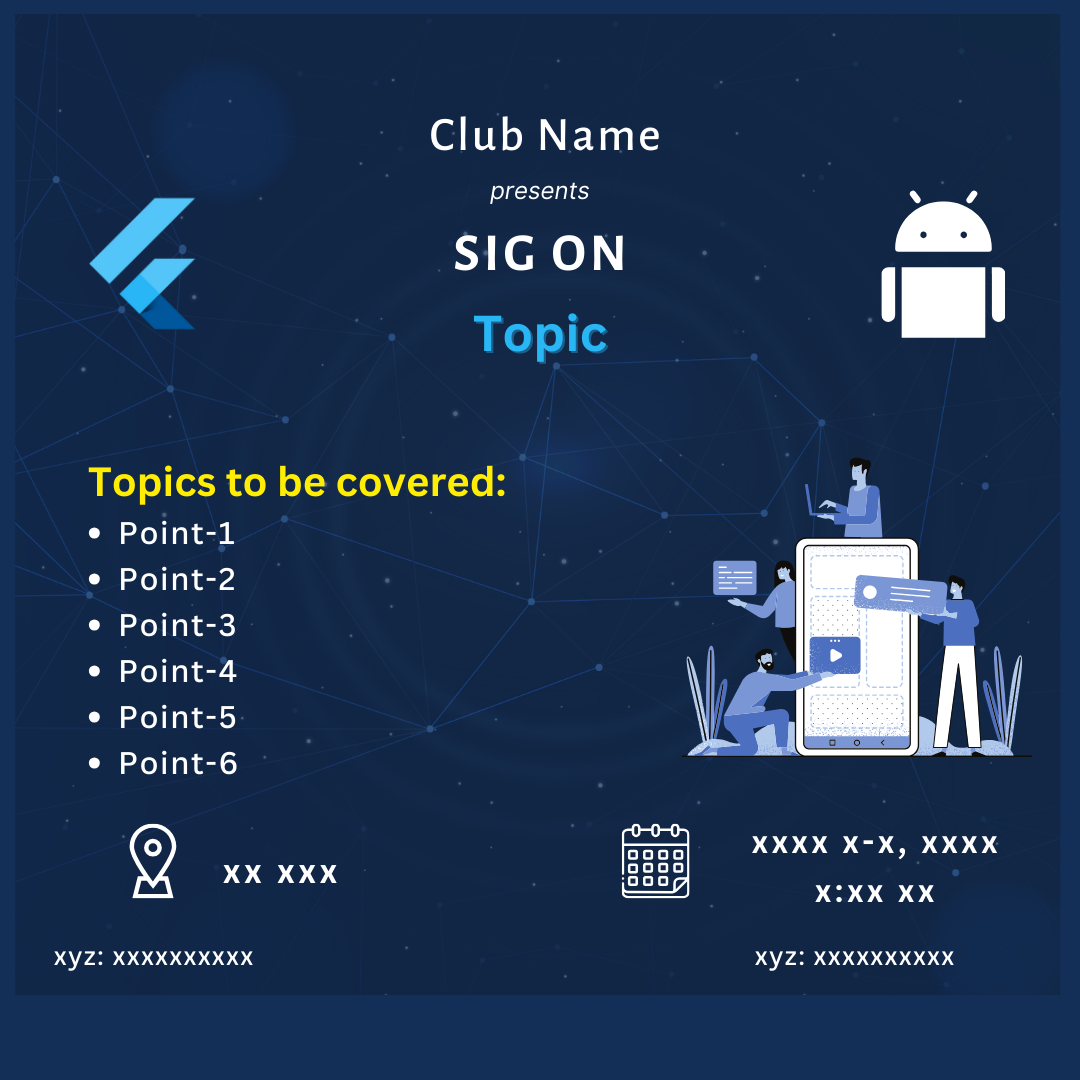 Club Name
presents
SIG ON
Topic
Topics to be covered:
• Point-1
• Point-2
• Point-3
• Point-4
• Point-5
• Point-6
xx xxx
xxxx x-x, xxxx
x:xx xx
xyz: xxxxxxxxxx
xyz: xxxxxxxxxx